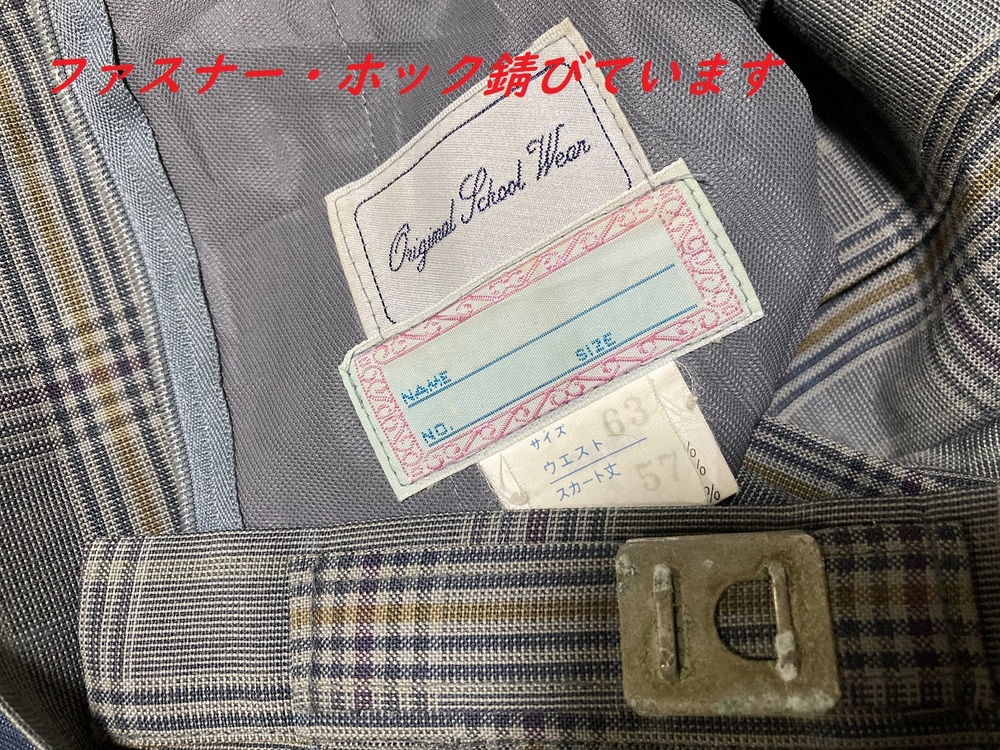 ファスナー・ホック錆びています
Original School Wear
NAME
NO. SIZE
サイズ
ウエスト 63
スカート丈 57
%
%
%